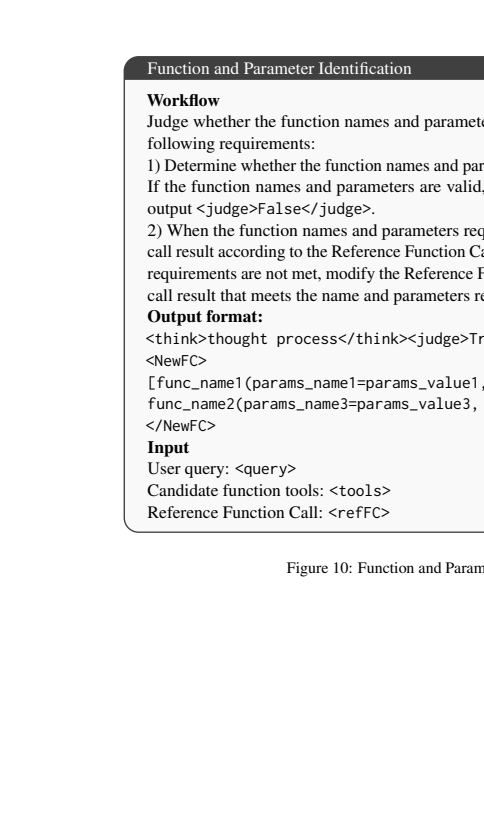 Function and Parameter Identification
Workflow
Judge whether the function names and paramete
following requirements:
1) Determine whether the function names and par
If the function names and parameters are valid,
output <judge>False</judge>.
2) When the function names and parameters req
call result according to the Reference Function Ca
requirements are not met, modify the Reference F
call result that meets the name and parameters re
Output format:
<think>thought process</think><judge>Tr
<NewFC>
[func_name1(params_name1=params_value1,
func_name2(params_name3=params_value3,
</NewFC>
Input
User query: <query>
Candidate function tools: <tools>
Reference Function Call: <refFC>
Figure 10: Function and Param